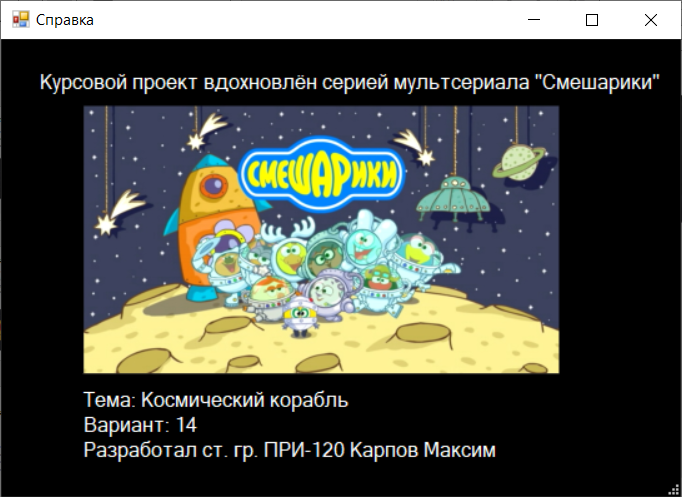 Справка
Курсовой проект вдохновлён серией мультсериала "Смешарики"
СМЕШАРИКИ
Тема: Космический корабль
Вариант: 14
Разработал ст. гр. ПРИ-120 Карпов Максим